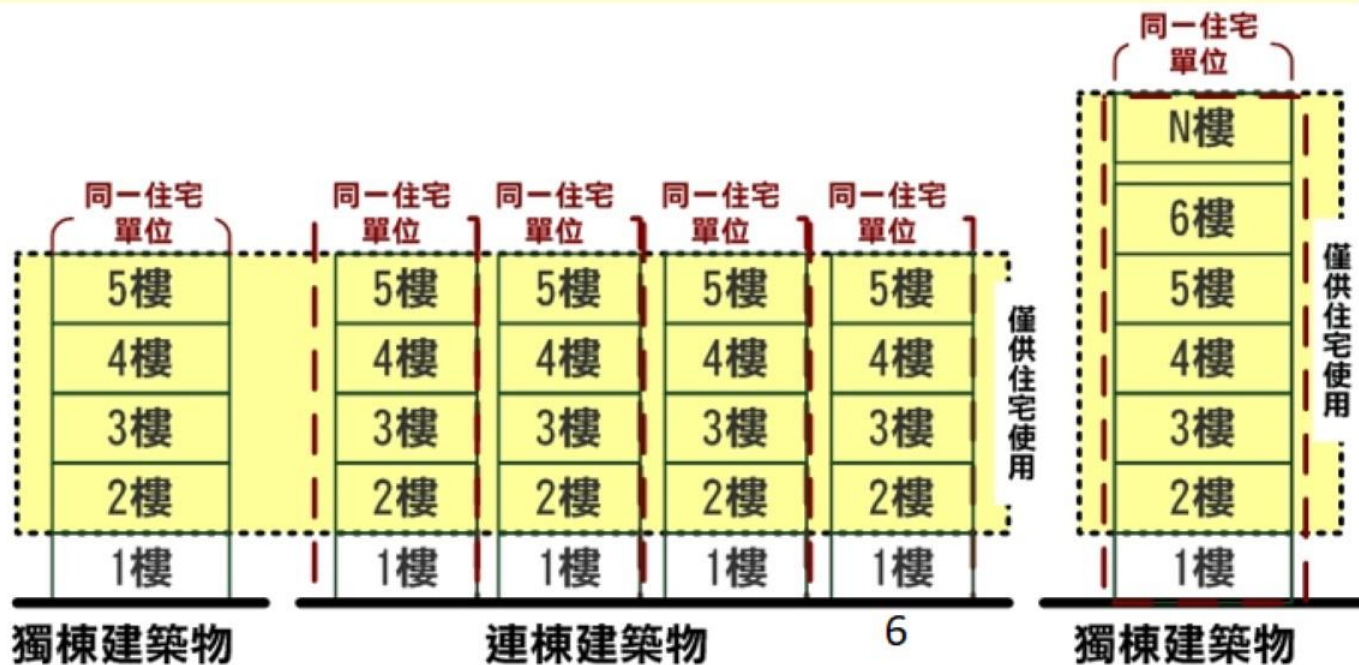 同一住宅
單位
5樓
4樓
3樓
2樓
1樓
獨棟建築物
同一住宅
單位
5樓
4樓
3樓
2樓
1樓
同一住宅
單位
5樓
4樓
3樓
2樓
1樓
同一住宅
單位
5樓
4樓
3樓
2樓
1樓
同一住宅
單位
5樓
4樓
3樓
2樓
1樓
僅供住宅使用
連棟建築物
6
同一住宅
單位
N樓
6樓
5樓
4樓
3樓
2樓
1樓
僅供住宅使用
獨棟建築物